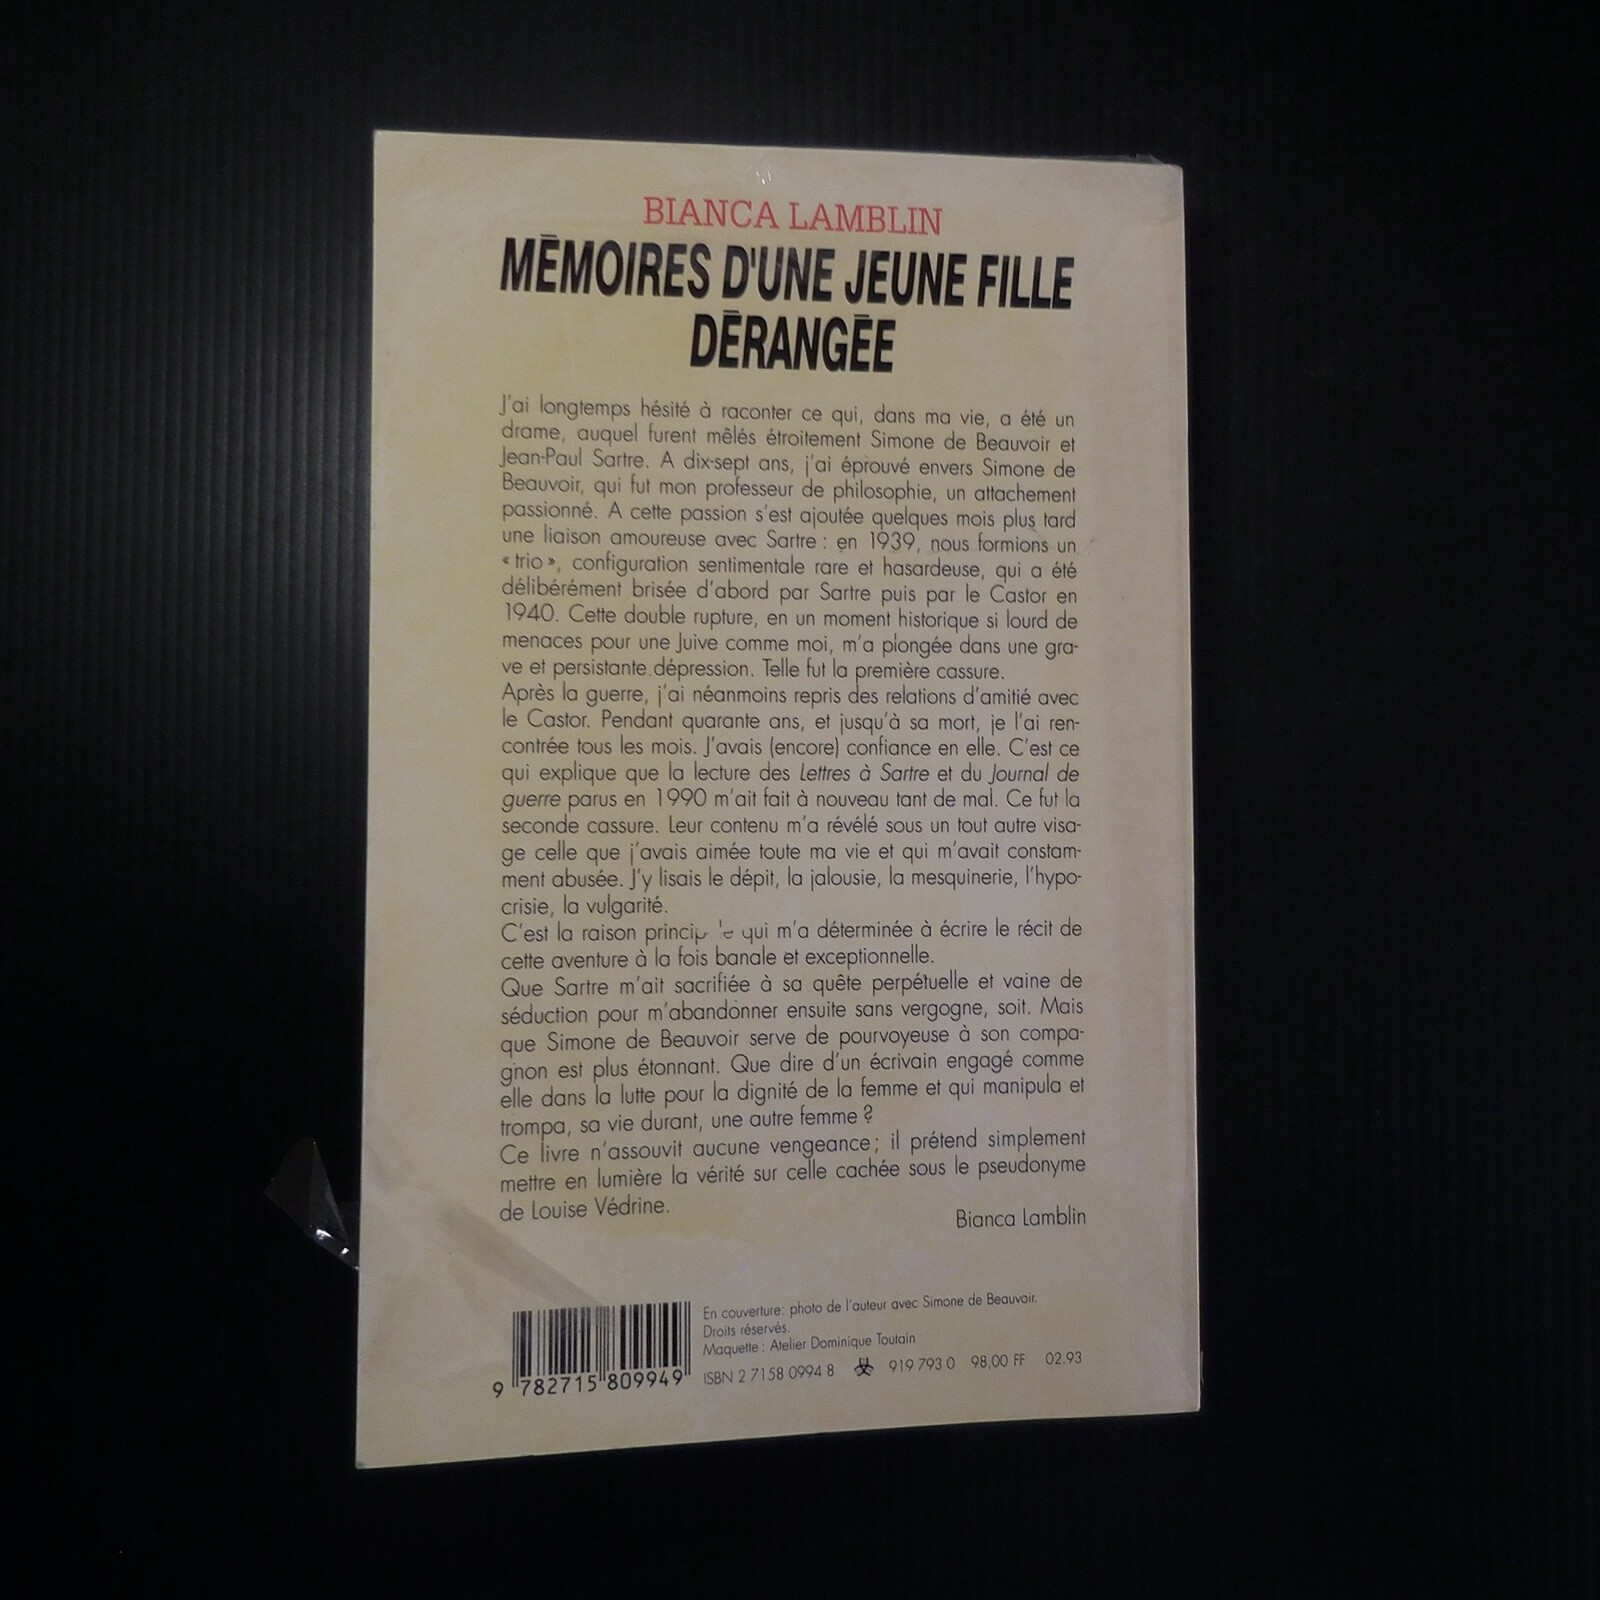 BIANCA LAMBLIN
MÉMOIRES D'UNE JEUNE FILLE
DÉRANGÉE
J'ai longtemps hésité à raconter ce qui, dans ma vie, a été un
drame, auquel furent mêlés étroitement Simone de Beauvoir et
Jean-Paul Sartre. A dix-sept ans, j'ai éprouvé envers Simone de
Beauvoir, qui fut mon professeur de philosophie, un attachement
passionné. A cette passion s'est ajoutée quelques mois plus tard
une liaison amoureuse avec Sartre : en 1939, nous formions un
« trio », configuration sentimentale rare et hasardeuse, qui a été
délibérément brisée d'abord par Sartre puis par le Castor en
1940. Cette double rupture, en un moment historique si lourd de
menaces pour une Juive comme moi, m'a plongée dans une gra-
ve et persistante dépression. Telle fut la première cassure.
Après la guerre, j'ai néanmoins repris des relations d'amitié avec
le Castor. Pendant quarante ans, et jusqu'à sa mort, je l'ai ren-
contrée tous les mois. J'avais (encore) confiance en elle. C'est ce
qui explique que la lecture des Lettres à Sartre et du Journal de
guerre parus en 1990 m'ait fait à nouveau tant de mal. Ce fut la
seconde cassure. Leur contenu m'a révélé sous un tout autre visa-
ge celle que j'avais aimée toute ma vie et qui m'avait constam-
ment abusée. J'y lisais le dépit, la jalousie, la mesquinerie, l'hypo-
crisie, la vulgarité.
C'est la raison qui m'a déterminée à écrire le récit de
cette aventure à la fois banale et exceptionnelle.
Que Sartre m'ait sacrifiée à sa quête perpétuelle et vaine de
séduction pour m'abandonner ensuite sans vergogne, soit. Mais
que Simone de Beauvoir serve de pourvoyeuse à son compa-
gnon est plus étonnant. Que dire d'un écrivain engagé comme
elle dans la lutte pour la dignité de la femme et qui manipula et
trompa, sa vie durant, une autre femme ?
Ce livre n'assouvit aucune vengeance ; il prétend simplement
mettre en lumière la vérité sur celle cachée sous le pseudonyme
de Louise Védrine.
Bianca Lamblin
En couverture : photo de l'auteur avec Simone de Beauvoir.
Droits réservés.
Maquette : Atelier Dominique Toutain
ISBN 2 7158 0994 8 919 793 0 98,00 FF 02.93
9 782715 809949